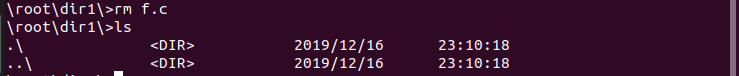 \root\dir1\>rm f.c
\root\dir1\>ls
.\ <DIR> 2019/12/16 23:10:18
..\ <DIR> 2019/12/16 23:10:18